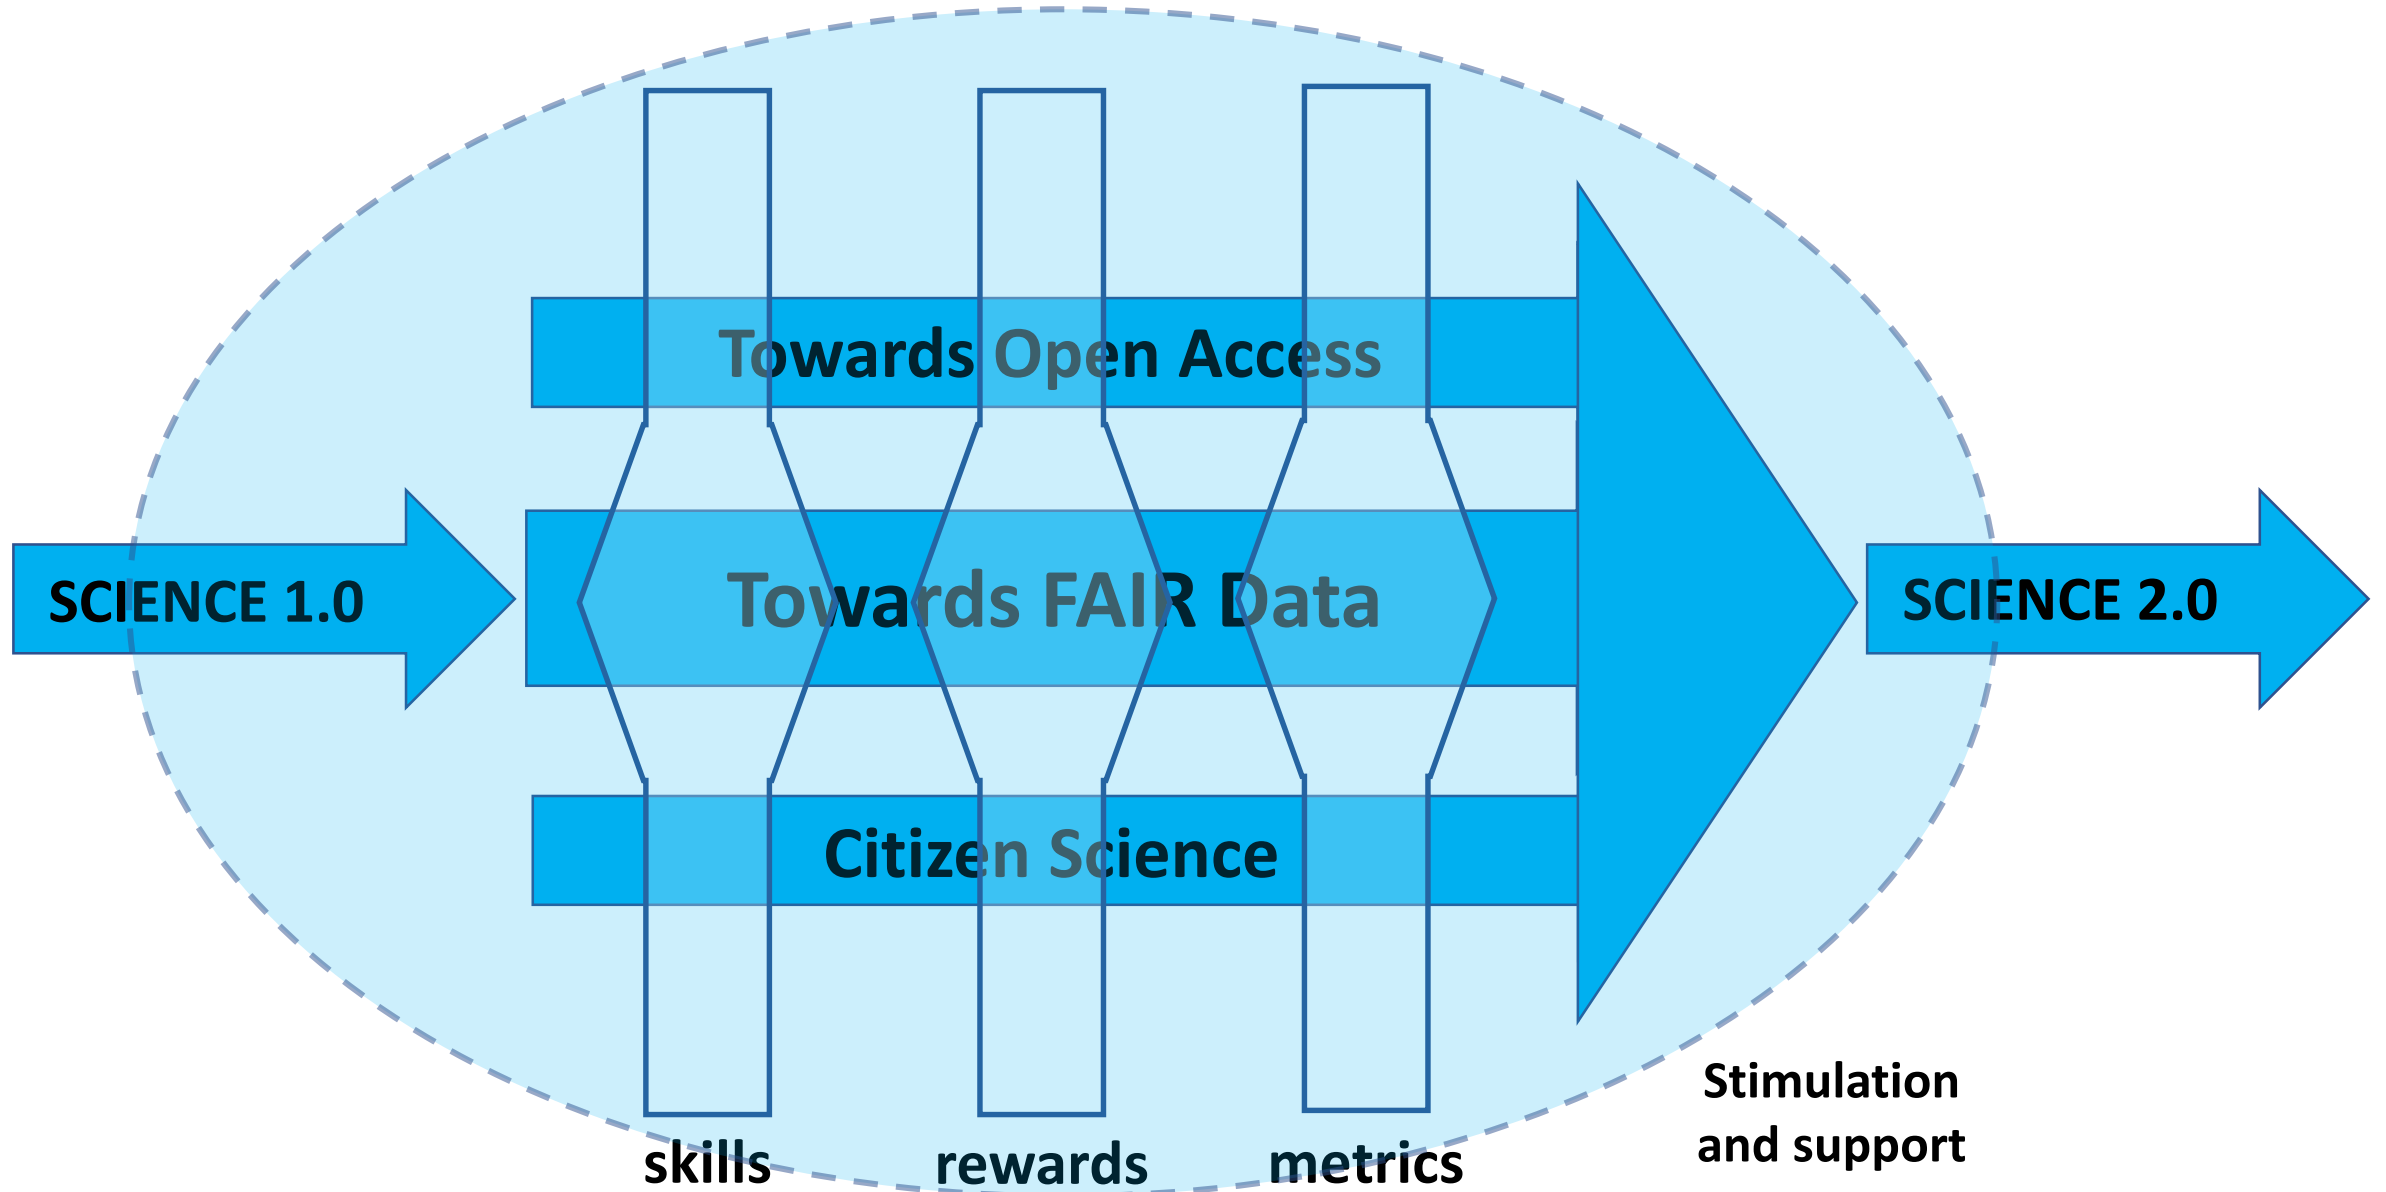 Towards Open Access
SCIENCE 1.0
Towards FAIR Data
SCIENCE 2.0
Citizen Science
Stimulation
and support
skills
rewards
metrics